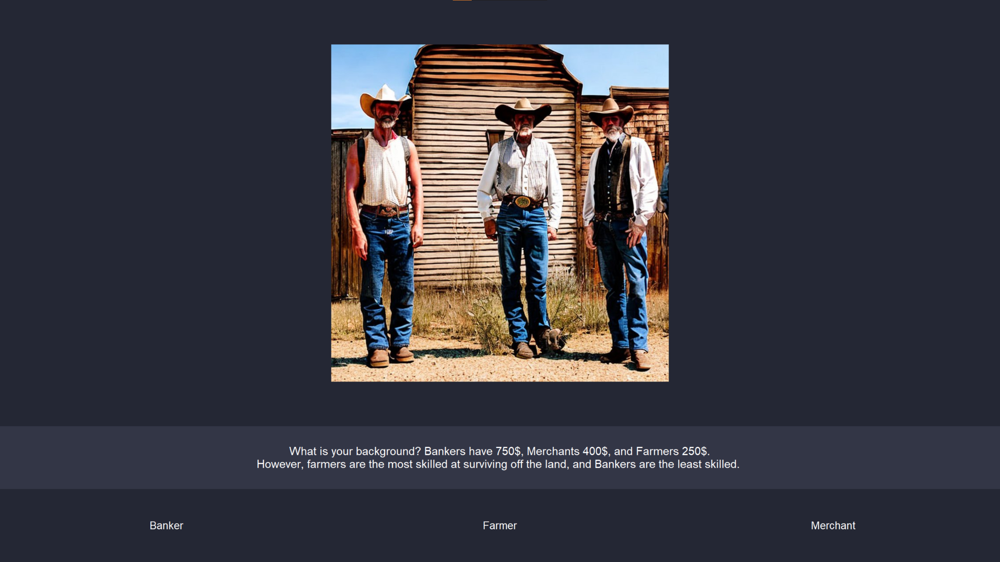 What is your background? Bankers have 750$, Merchants 400$, and Farmers 250$.
However, farmers are the most skilled at surviving off the land, and Bankers are the least skilled.
Banker
Farmer
Merchant